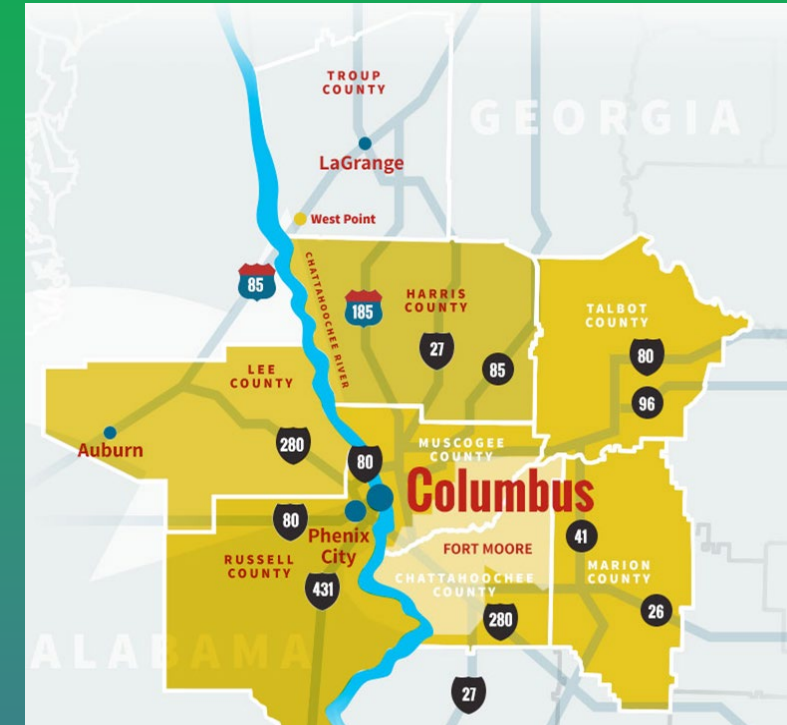 TROUP
COUNTY
GEORGIA
LaGrange
West Point
85
CHATTAHOOCHEE RIVER
185
HARRIS
COUNTY
27
85
TALBOT
COUNTY
80
96
LEE
COUNTY
Auburn
280
80
MUSCOGEE
COUNTY
Columbus
80
Phenix
City
FORT MOORE
41
RUSSELL
COUNTY
431
CHATTAHOOCHEE
COUNTY
280
MARION
COUNTY
26
ALABAMA
27